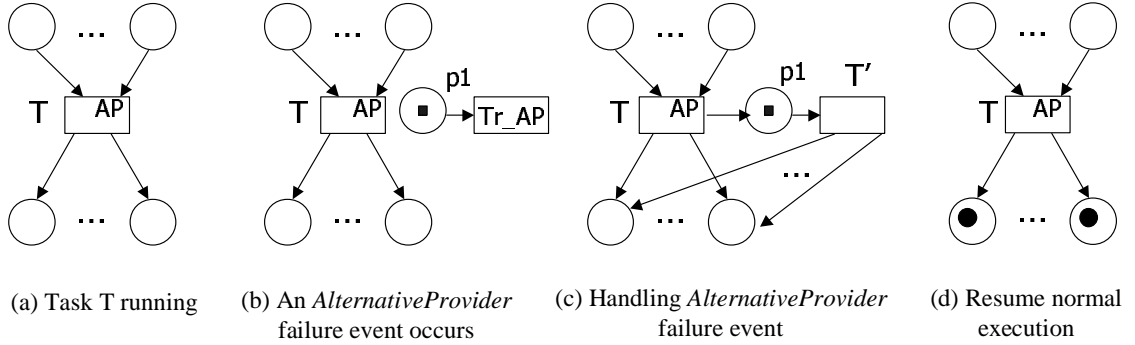 ... ... ... ...
p1 p1 T’
T AP T AP Tr_AP T AP T AP
...
... ... ... ...
(a) Task T running (b) An AlternativeProvider (c) Handling AlternativeProvider (d) Resume normal
failure event occurs failure event execution